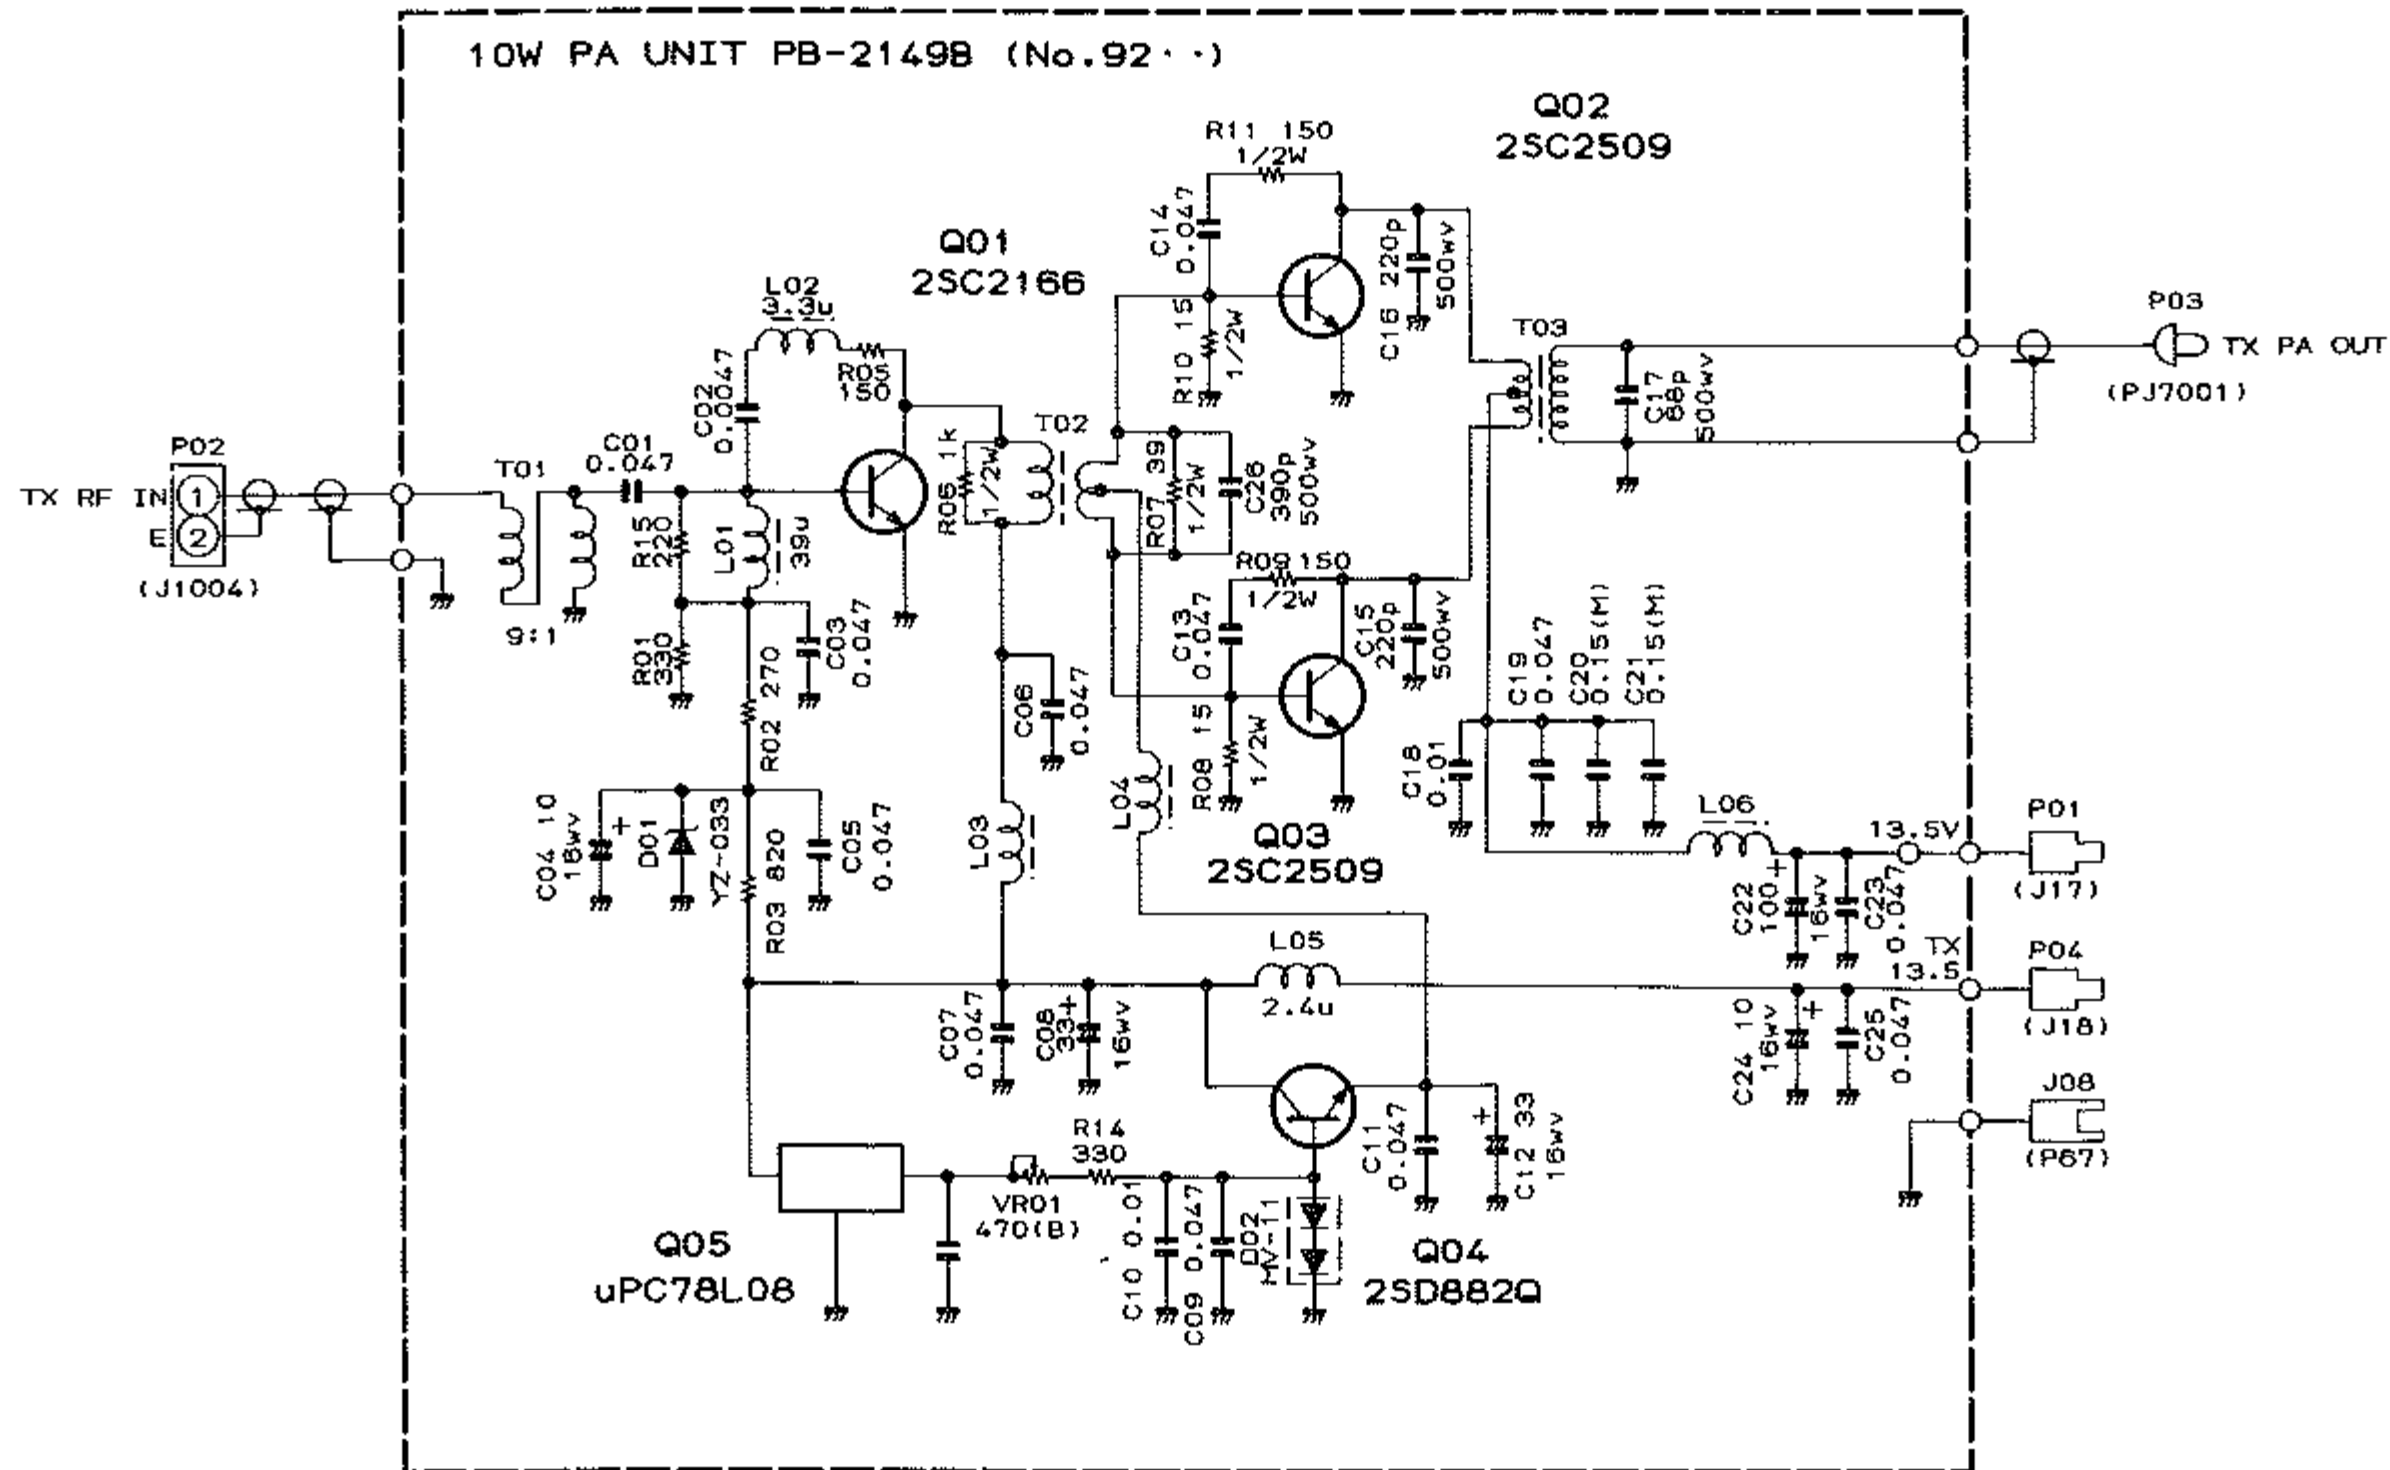 10W PA UNIT PB-2149B (No.92··)
Q02
2SC2509
R11 150
1/2W
C14
0.047
Q01
2SC2166
L02
3.3u
R05
150
C02
0.0047
R10 15
1/2W
C16 220p
500wv
T03
P03
TX PA OUT
(PJ7001)
C17
68p
500wv
P02
TX RF IN
1
E
2
(J1004)
T01
9:1
C01
0.047
R15
220
L01
39u
R06 1k
1/2W
T02
R07 39
1/2W
C26
390p
500wv
R09 150
1/2W
C13
0.047
C15
220p
500wv
R01
330
R02 270
C03
0.047
C06
0.047
R08 15
1/2W
Q03
2SC2509
C19
0.047
C20
0.15(M)
C21
0.15(M)
C18
0.01
L06
13.5V
P01
(J17)
C04 10
16wv
+
D01
YZ-033
R03 820
C05
0.047
L03
L04
C22
100
+
16wv
C23
0.047
TX
13.5
P04
(J18)
L05
2.4u
C07
0.047
C08
33
+
16wv
C24 10
16wv
+
C25
0.047
J08
(P67)
R14
330
VR01
470(B)
C11
0.047
+
C12 33
16wv
Q05
uPC78L08
C10 0.01
C09 0.047
D02
MV-11
Q04
2SD882Q